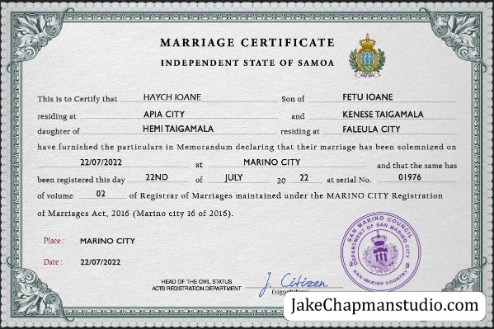 MARRIAGE CERTIFICATE
INDEPENDENT STATE OF SAMOA
This is to Certify that HAYCH IOANE Son of FETU IOANE
residing at APIA CITY and KENESE TAIGAMALA
daughter of HEMI TAIGAMALA residing at FALEULA CITY
have furnished the particulars in Memorandum declaring that their marriage has been solemnized on
22/07/2022 at MARINO CITY and that the same has
been registered this day 22ND of JULY 20 22 at serial No. 01976
of volume 02 of Registrar of Marriages maintained under the MARINO CITY Registration
of Marriages Act, 2016 (Marino city 16 of 2016).
Place : MARINO CITY
Date : 22/07/2022
SAN MARINO COUNCIL
DEPARTMENT OF SAN MARINO CITY
SAN MARINO COUNTRY
HEAD OF THE CIVIL STATUS
ACTS REGISTRATION DEPARTMENT
J. Citizen
JakeChapmanstudio.com